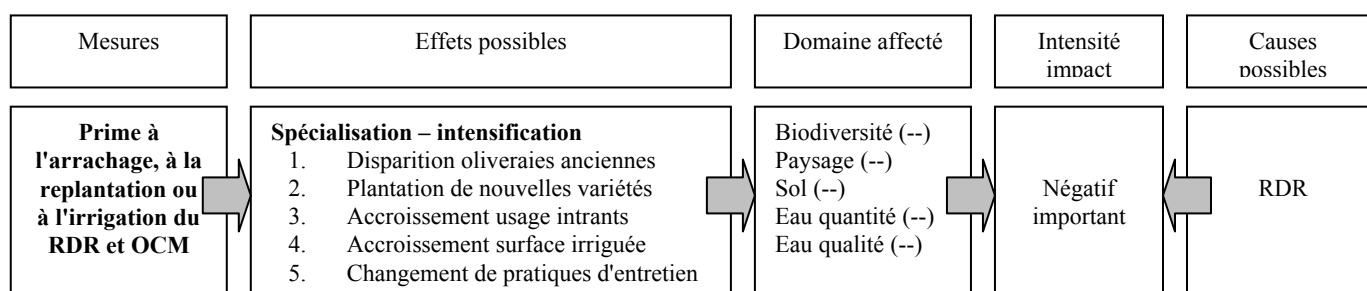 Mesures
Effets possibles
Domaine affecté
Intensité
impact
Causes
possibles
Prime à
l'arrachage, à la
replantation ou
à l'irrigation du
RDR et OCM
Spécialisation – intensification
1. Disparition oliveraies anciennes
2. Plantation de nouvelles variétés
3. Accroissement usage intrants
4. Accroissement surface irriguée
5. Changement de pratiques d'entretien
Biodiversité (--)
Paysage (--)
Sol (--)
Eau quantité (--)
Eau qualité (--)
Négatif
important
RDR